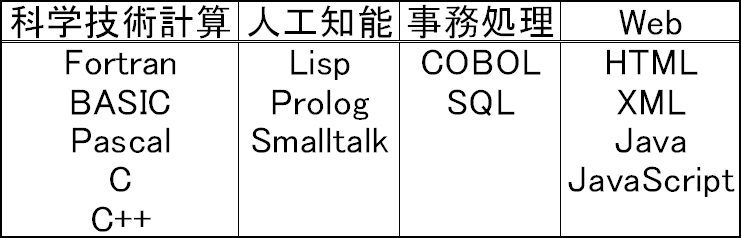 科学技術計算 人工知能 事務処理 Web
Fortran Lisp COBOL HTML
BASIC Prolog SQL XML
Pascal Smalltalk Java
C JavaScript
C++